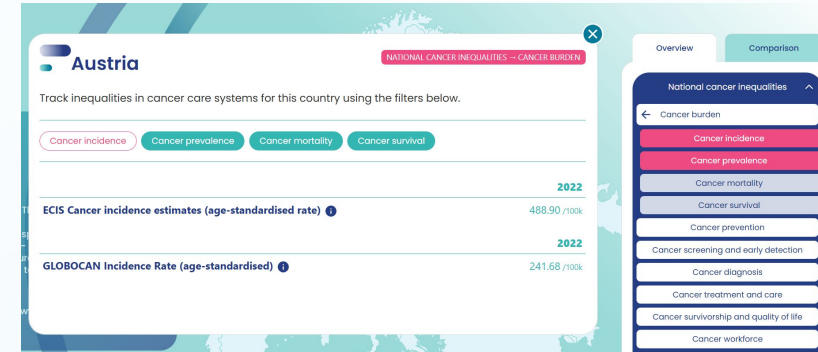 Austria
NATIONAL CANCER INEQUALITIES → CANCER BURDEN
Track inequalities in cancer care systems for this country using the filters below.
Cancer incidence
Cancer prevalence
Cancer mortality
Cancer survival
2022
ECIS Cancer incidence estimates (age-standardised rate)
488.90 /100k
2022
GLOBOCAN Incidence Rate (age-standardised)
241.68 /100k
Overview
Comparison
National cancer inequalities
← Cancer burden
Cancer incidence
Cancer prevalence
Cancer mortality
Cancer survival
Cancer prevention
Cancer screening and early detection
Cancer diagnosis
Cancer treatment and care
Cancer survivorship and quality of life
Cancer workforce